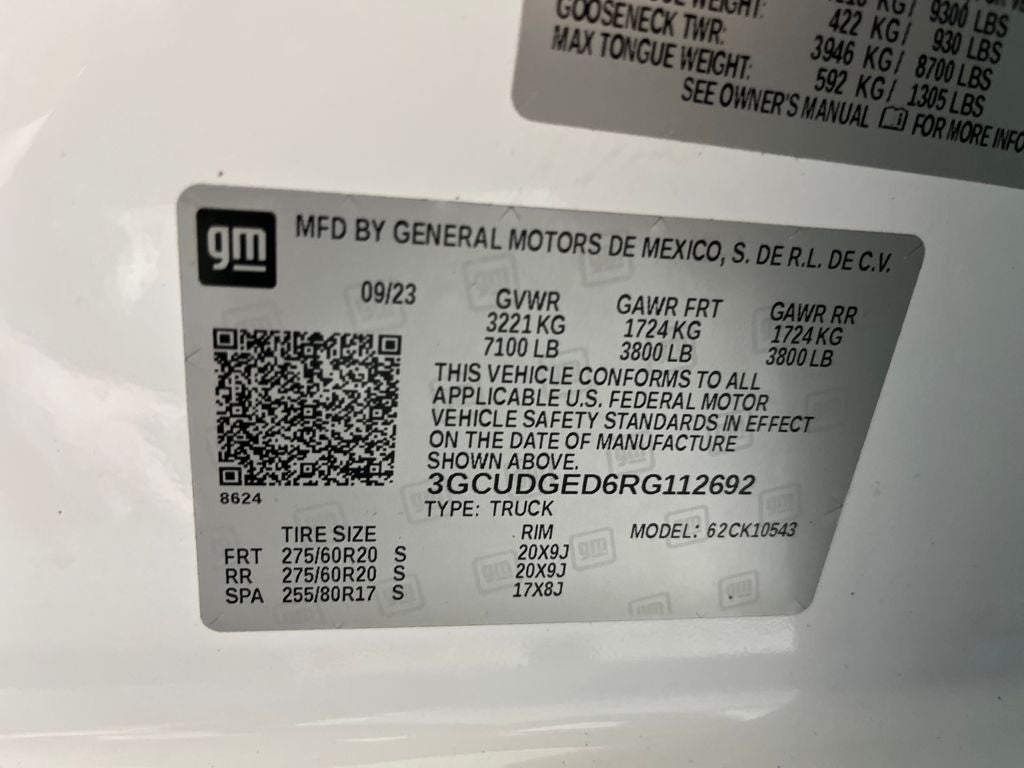 WEIGHT: KG/ 9300 LBS
GOOSENECK TWR: 422 KG/ 930 LBS
MAX TONGUE WEIGHT: 3946 KG/ 8700 LBS
592 KG/ 1305 LBS
SEE OWNER'S MANUAL FOR MORE INFO
gm
MFD BY GENERAL MOTORS DE MEXICO, S. DE R.L. DE C.V.
09/23 GVWR GAWR FRT GAWR RR
3221 KG 1724 KG 1724 KG
7100 LB 3800 LB 3800 LB
THIS VEHICLE CONFORMS TO ALL
APPLICABLE U.S. FEDERAL MOTOR
VEHICLE SAFETY STANDARDS IN EFFECT
ON THE DATE OF MANUFACTURE
SHOWN ABOVE.
3GCUDGED6RG112692
8624
TYPE: TRUCK
TIRE SIZE RIM MODEL: 62CK10543
FRT 275/60R20 S 20X9J
RR 275/60R20 S 20X9J
SPA 255/80R17 S 17X8J